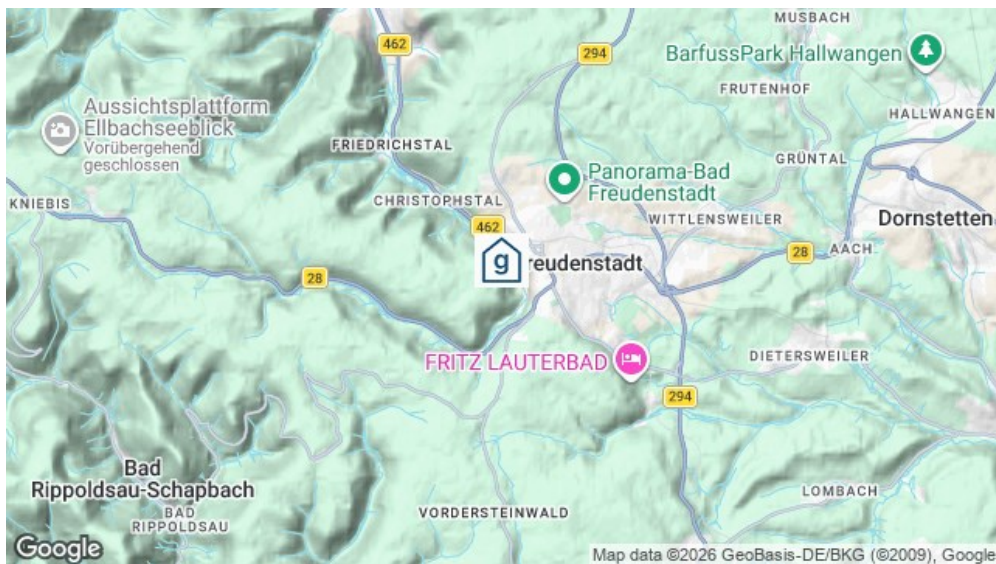 MUSBACH
462
294
BarfussPark Hallwangen
FRUTENHOF
Aussichtsplattform
Ellbachseeblick
Vorübergehend
geschlossen
HALLWANGEN
FRIEDRICHSTAL
GRÜNTAL
Panorama-Bad
Freudenstadt
KNIEBIS
CHRISTOPHSTAL
WITTLENSWEILER
Dornstetten
462
AACH
28
g
reudenstadt
28
FRITZ LAUTERBAD
DIETERSWEILER
294
Bad
Rippoldsau-Schapbach
BAD
RIPPOLDSAU
LOMBACH
VORDERSTEINWALD
Google
Map data ©2026 GeoBasis-DE/BKG (©2009), Google